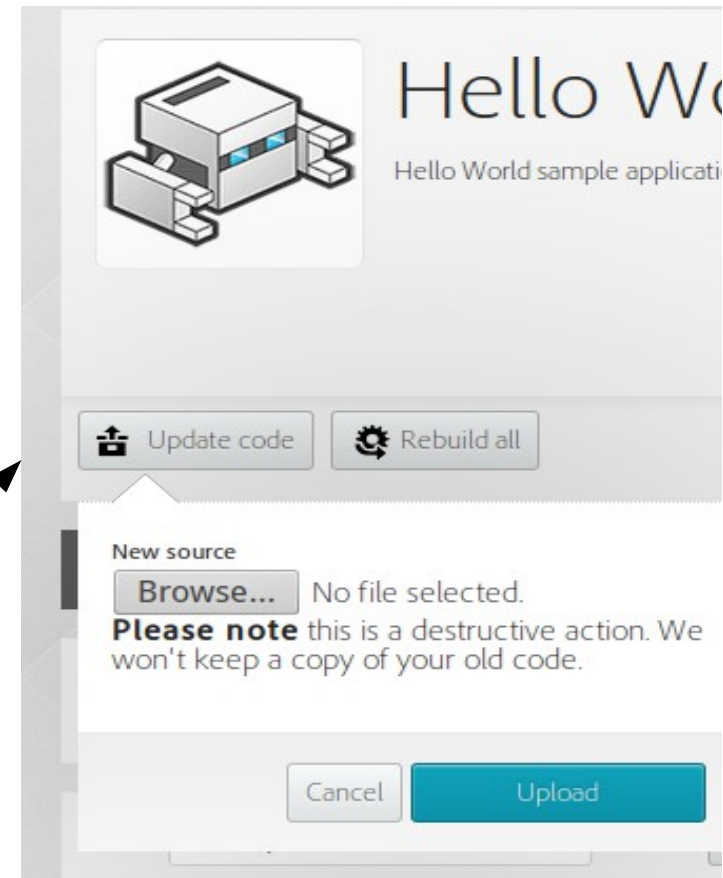 Hello Wo
Hello World sample applicati
Update code
Rebuild all
New source
Browse... No file selected.
Please note this is a destructive action. We
won't keep a copy of your old code.
Cancel
Upload